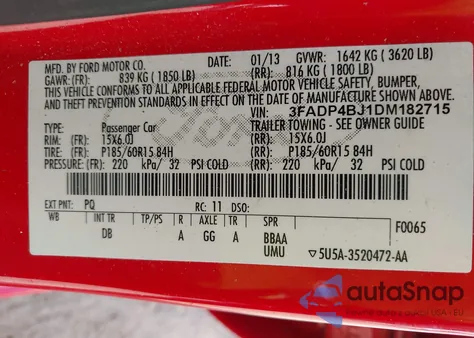 MFD. BY FORD MOTOR CO. DATE: 01/13 GVWR: 1642 KG ( 3620 LB)
GAWR: (FR): 839 KG ( 1850 LB) (RR): 816 KG ( 1800 LB)
THIS VEHICLE CONFORMS TO ALL APPLICABLE FEDERAL MOTOR VEHICLE SAFETY, BUMPER,
AND THEFT PREVENTION STANDARDS IN EFFECT ON THE DATE OF MANUFACTURE SHOWN ABOVE.
VIN: 3FADP4BJ1DM182715
TYPE: Passenger Car TRAILER TOWING - SEE OWNER GUIDE
RIM: (FR) 15X6.0J (RR): 15X6.0J
TIRE: (FR) P185/60R15 84H (RR): P185/60R15 84H
PRESSURE: (FR) 220 kPa/ 32 PSI COLD (RR): 220 kPa/ 32 PSI COLD
EXT PNT: PQ RC: 11 DSO:
WB INT TR TP/PS R AXLE TR SPR F0065
DB A GG A BBAA
UMU 5U5A-3520472-AA
Ford
autoSnap